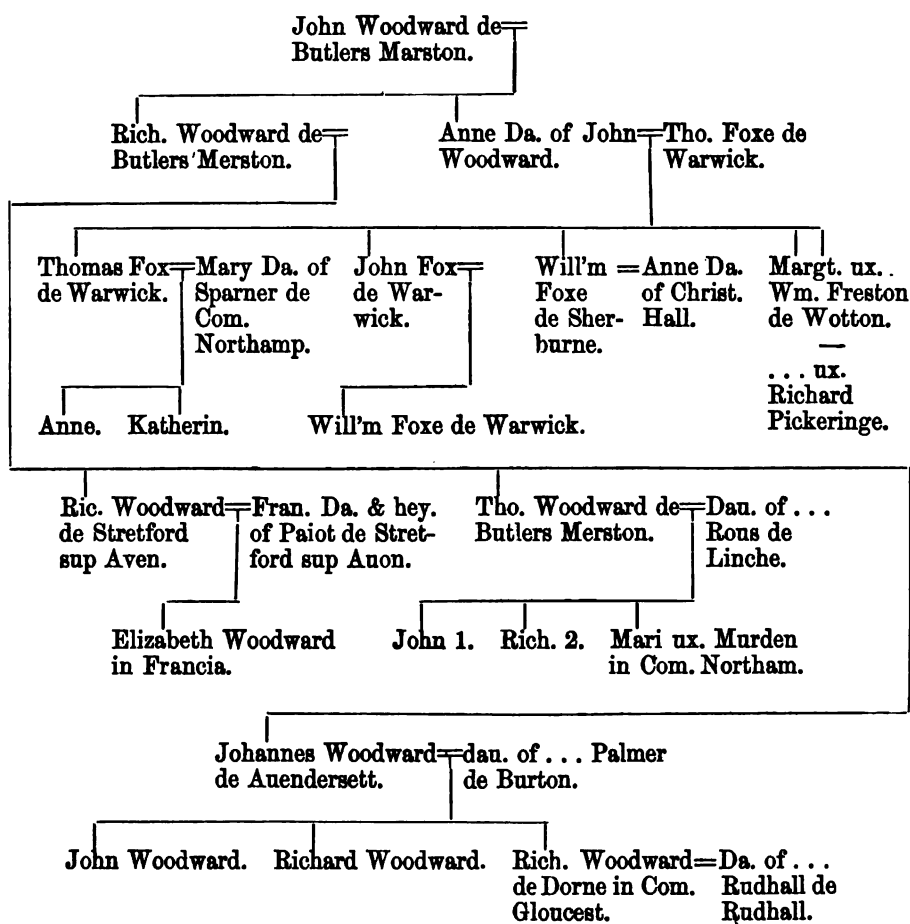 John Woodward de
Butlers Marston.
Rich. Woodward de
Butlers Merston.
Anne Da. of John
Woodward.
Tho. Foxe de
Warwick.
Thomas Fox
de Warwick.
Mary Da. of
Sparner de
Com.
Northamp.
John Fox
de War-
wick.
Will'm
Foxe
de Sher-
burne.
Anne Da.
of Christ.
Hall.
Margt. ux.
Wm. Freston
de Wotton.
—
... ux.
Richard
Pickeringe.
Anne.
Katherin.
Will'm Foxe de Warwick.
Ric. Woodward
de Stretford
sup Aven.
Fran. Da. & hey.
of Paiot de Stret-
ford sup Auon.
Tho. Woodward de
Butlers Merston.
Dau. of ...
Rous de
Linche.
Elizabeth Woodward
in Francia.
John 1.
Rich. 2.
Mari ux. Murden
in Com. Northam.
Johannes Woodward
de Auendersett.
dau. of ... Palmer
de Burton.
John Woodward.
Richard Woodward.
Rich. Woodward
de Dorne in Com.
Gloucest.
Da. of ...
Rudhall de
Rudhall.